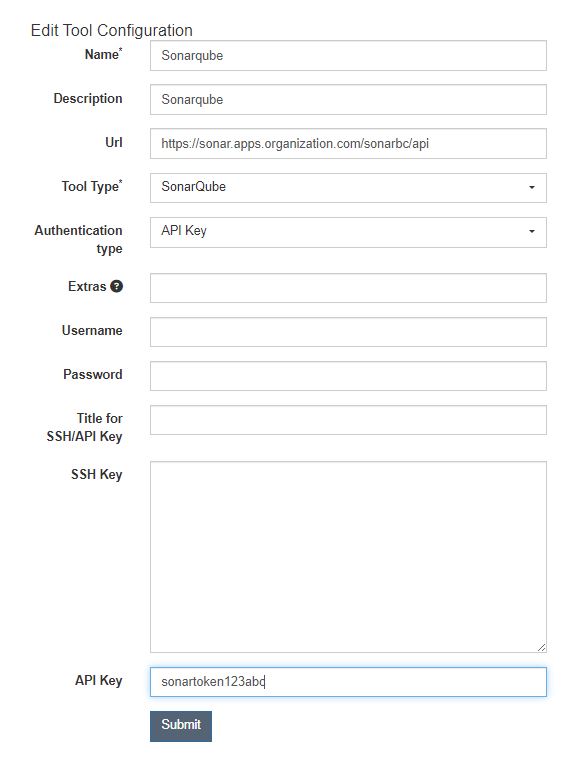 Edit Tool Configuration
Name* Sonarqube
Description Sonarqube
Url https://sonar.apps.organization.com/sonarbc/api
Tool Type* SonarQube
Authentication
type API Key
Extras ?
Username
Password
Title for
SSH/API Key
SSH Key
API Key sonartoken123abc
Submit